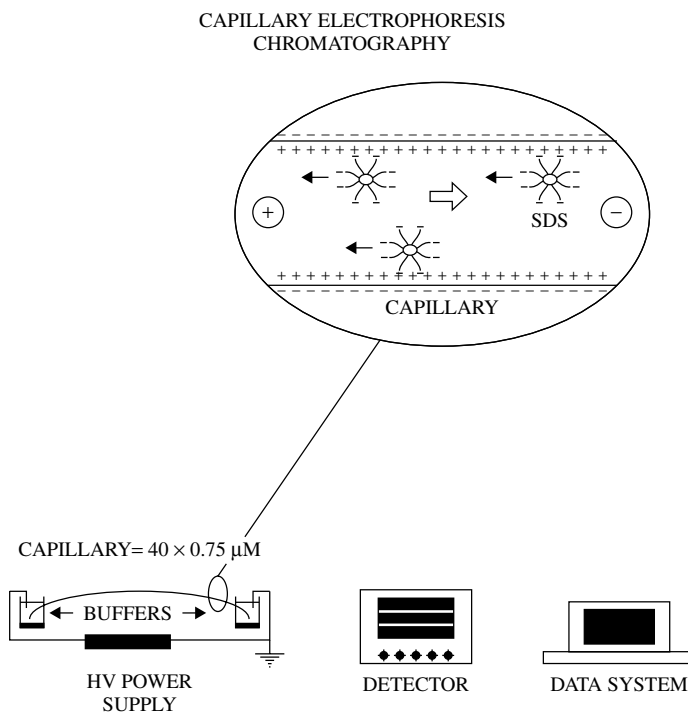 CAPILLARY ELECTROPHORESIS
CHROMATOGRAPHY
+
−
SDS
CAPILLARY
CAPILLARY= 40 × 0.75 µM
BUFFERS
HV POWER
SUPPLY
DETECTOR
DATA SYSTEM